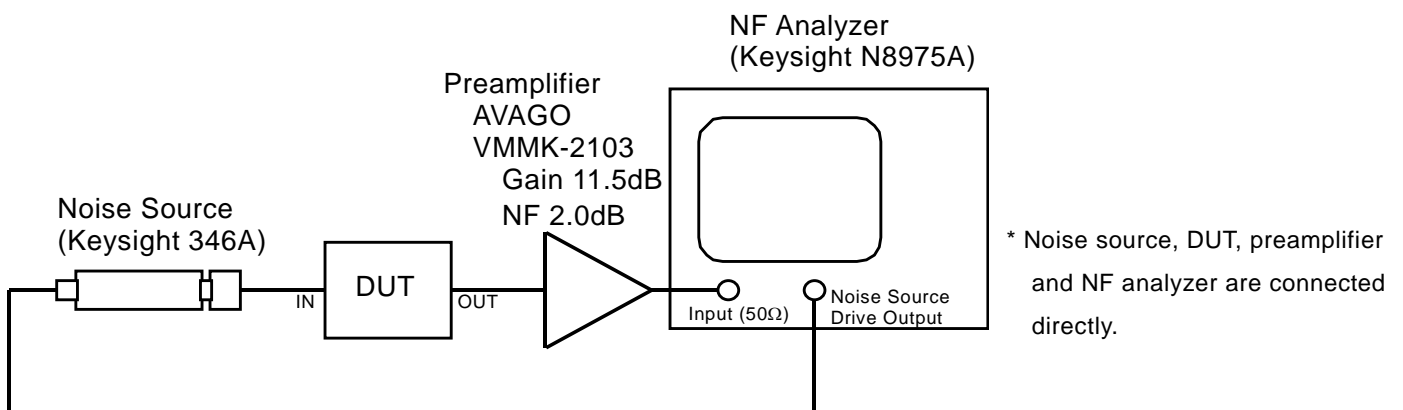 NF Analyzer
(Keysight N8975A)
Preamplifier
AVAGO
VMMK-2103
Gain 11.5dB
NF 2.0dB
Noise Source
(Keysight 346A)
DUT
IN
OUT
Input (50Ω)
Noise Source
Drive Output
* Noise source, DUT, preamplifier
and NF analyzer are connected
directly.